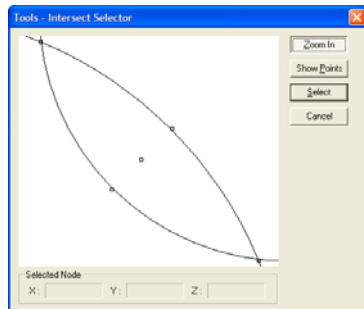 Tools - Intersect Selector
Zoom In
Show Points
Select
Cancel
Selected Node
X:
Y:
Z: